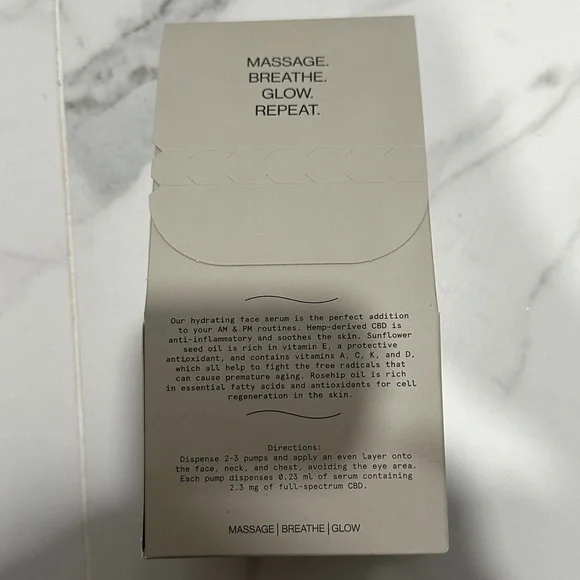 MASSAGE.
BREATHE.
GLOW.
REPEAT.
Our hydrating face serum is the perfect addition
to your AM & PM routines. Hemp-derived CBD is
anti-inflammatory and soothes the skin. Sunflower
seed oil is rich in vitamin E, a protective
antioxidant, and contains vitamins A, C, K, and D,
which all help to fight the free radicals that
can cause premature aging. Rosehip oil is rich
in essential fatty acids and antioxidants for cell
regeneration in the skin.
Directions:
Dispense 2-3 pumps and apply an even layer onto
the face, neck, and chest, avoiding the eye area.
Each pump dispenses 0.23 ml of serum containing
2.3 mg of full-spectrum CBD.
MASSAGE|BREATHE|GLOW